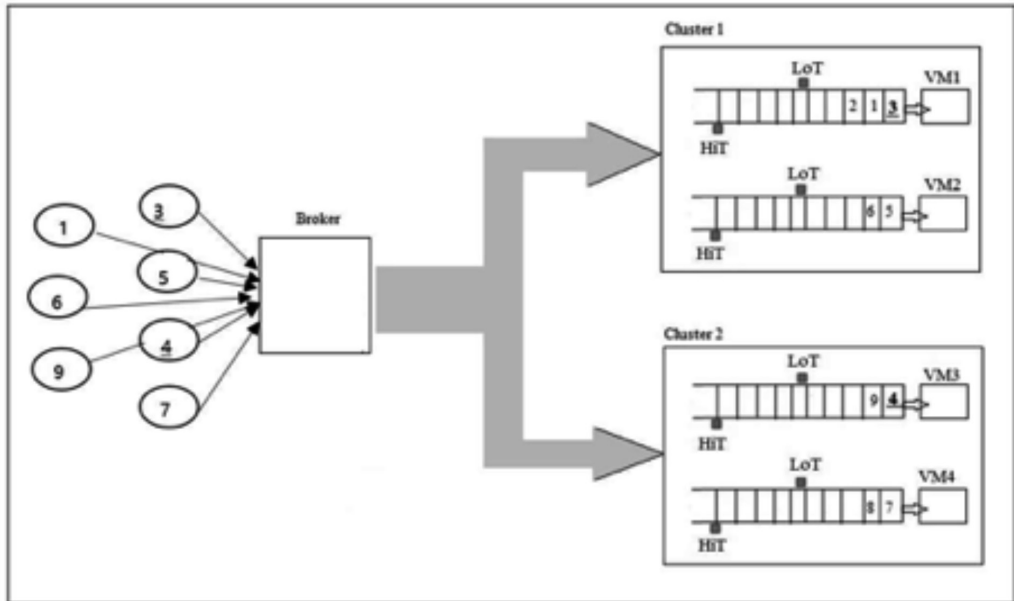 Cluster 1
LoT
VM1
2 1 3
HiT
LoT
VM2
6 5
HiT
3
1
5
6
4
9
7
Broker
Cluster 2
LoT
VM3
9 4
HiT
LoT
VM4
8 7
HiT